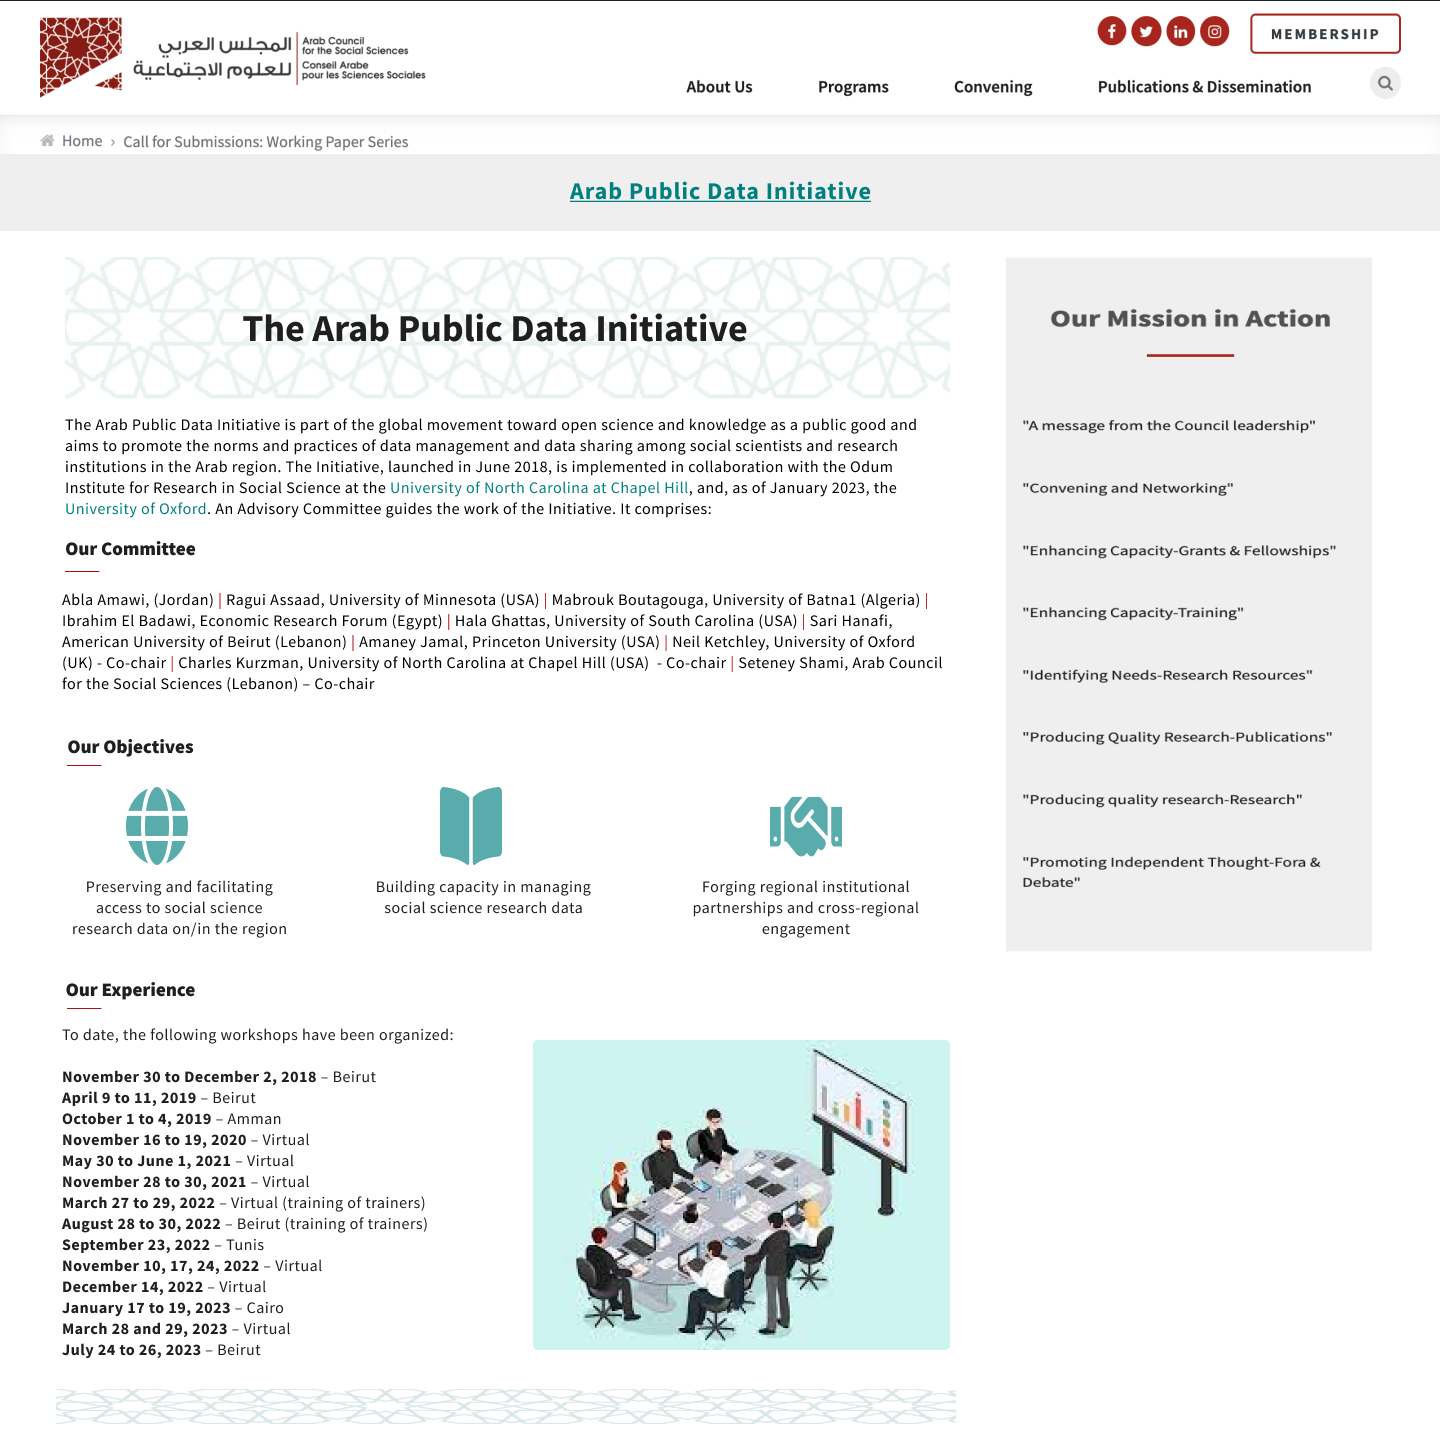 المجلس العربي
للعلوم الاجتماعية
Arab Council
for the Social Sciences
Conseil Arabe
pour les Sciences Sociales
MEMBERSHIP
About Us
Programs
Convening
Publications & Dissemination
Home › Call for Submissions: Working Paper Series
Arab Public Data Initiative
The Arab Public Data Initiative
The Arab Public Data Initiative is part of the global movement toward open science and knowledge as a public good and
aims to promote the norms and practices of data management and data sharing among social scientists and research
institutions in the Arab region. The Initiative, launched in June 2018, is implemented in collaboration with the Odum
Institute for Research in Social Science at the University of North Carolina at Chapel Hill, and, as of January 2023, the
University of Oxford. An Advisory Committee guides the work of the Initiative. It comprises:
Our Committee
Abla Amawi, (Jordan) | Ragui Assaad, University of Minnesota (USA) | Mabrouk Boutagouga, University of Batna1 (Algeria) |
Ibrahim El Badawi, Economic Research Forum (Egypt) | Hala Ghattas, University of South Carolina (USA) | Sari Hanafi,
American University of Beirut (Lebanon) | Amaney Jamal, Princeton University (USA) | Neil Ketchley, University of Oxford
(UK) - Co-chair | Charles Kurzman, University of North Carolina at Chapel Hill (USA)  - Co-chair | Seteney Shami, Arab Council
for the Social Sciences (Lebanon) – Co-chair
Our Objectives
Preserving and facilitating
access to social science
research data on/in the region
Building capacity in managing
social science research data
Forging regional institutional
partnerships and cross-regional
engagement
Our Experience
To date, the following workshops have been organized:
November 30 to December 2, 2018 – Beirut
April 9 to 11, 2019 – Beirut
October 1 to 4, 2019 – Amman
November 16 to 19, 2020 – Virtual
May 30 to June 1, 2021 – Virtual
November 28 to 30, 2021 – Virtual
March 27 to 29, 2022 – Virtual (training of trainers)
August 28 to 30, 2022 – Beirut (training of trainers)
September 23, 2022 – Tunis
November 10, 17, 24, 2022 – Virtual
December 14, 2022 – Virtual
January 17 to 19, 2023 – Cairo
March 28 and 29, 2023 – Virtual
July 24 to 26, 2023 – Beirut
Our Mission in Action
"A message from the Council leadership"
"Convening and Networking"
"Enhancing Capacity-Grants & Fellowships"
"Enhancing Capacity-Training"
"Identifying Needs-Research Resources"
"Producing Quality Research-Publications"
"Producing quality research-Research"
"Promoting Independent Thought-Fora &
Debate"